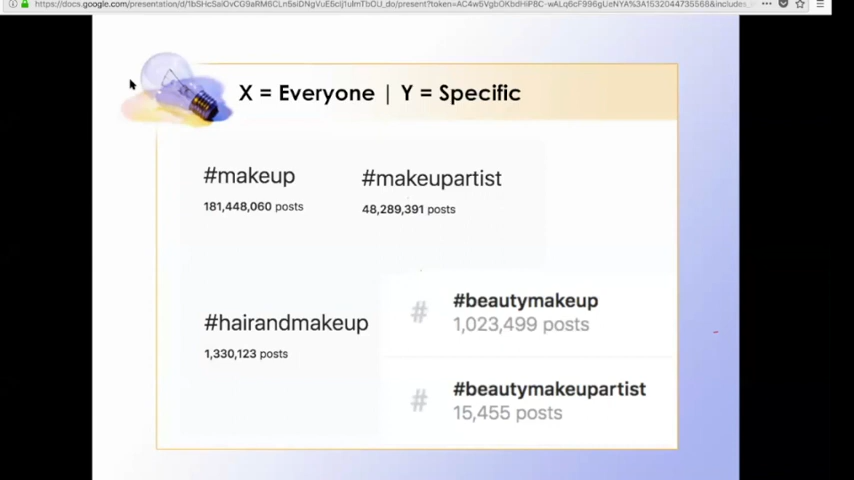 X = Everyone | Y = Specific
#makeup
181,448,060 posts
#makeupartist
48,289,391 posts
#hairandmakeup
1,330,123 posts
# #beautymakeup
1,023,499 posts
# #beautymakeupartist
15,455 posts